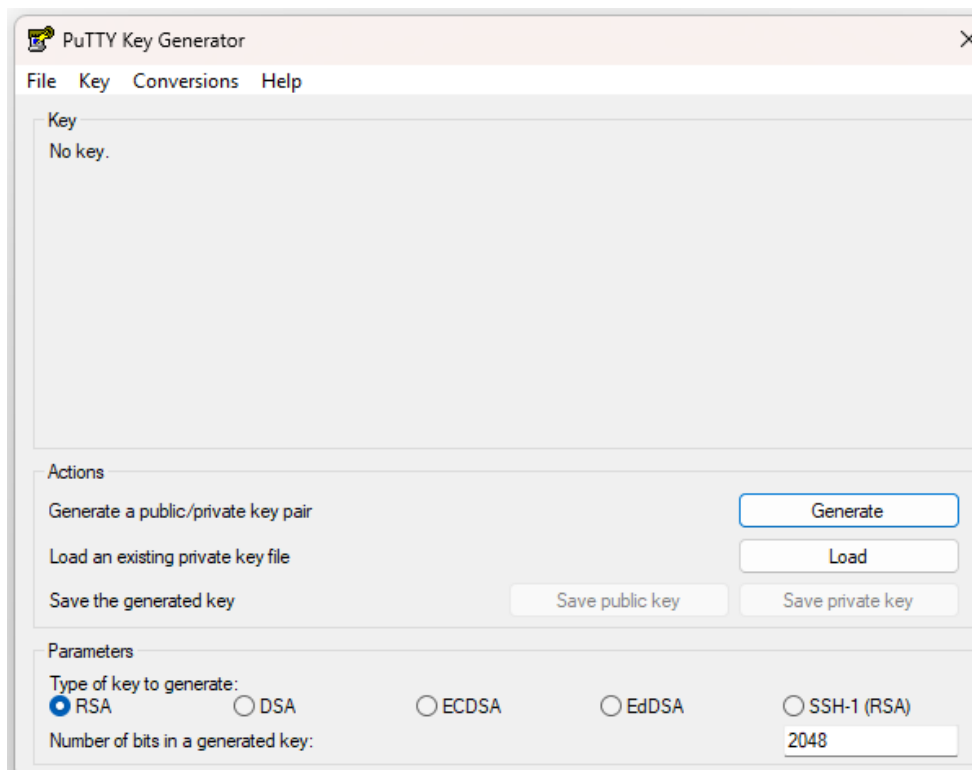 PuTTY Key Generator
File Key Conversions Help
Key
No key.
Actions
Generate a public/private key pair Generate
Load an existing private key file Load
Save the generated key Save public key Save private key
Parameters
Type of key to generate:
RSA DSA ECDSA EdDSA SSH-1 (RSA)
Number of bits in a generated key: 2048